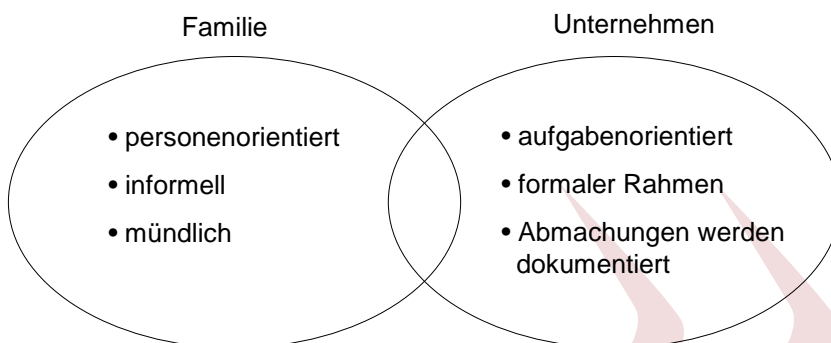 Familie
Unternehmen
• personenorientiert
• informell
• mündlich
• aufgabenorientiert
• formaler Rahmen
• Abmachungen werden
dokumentiert